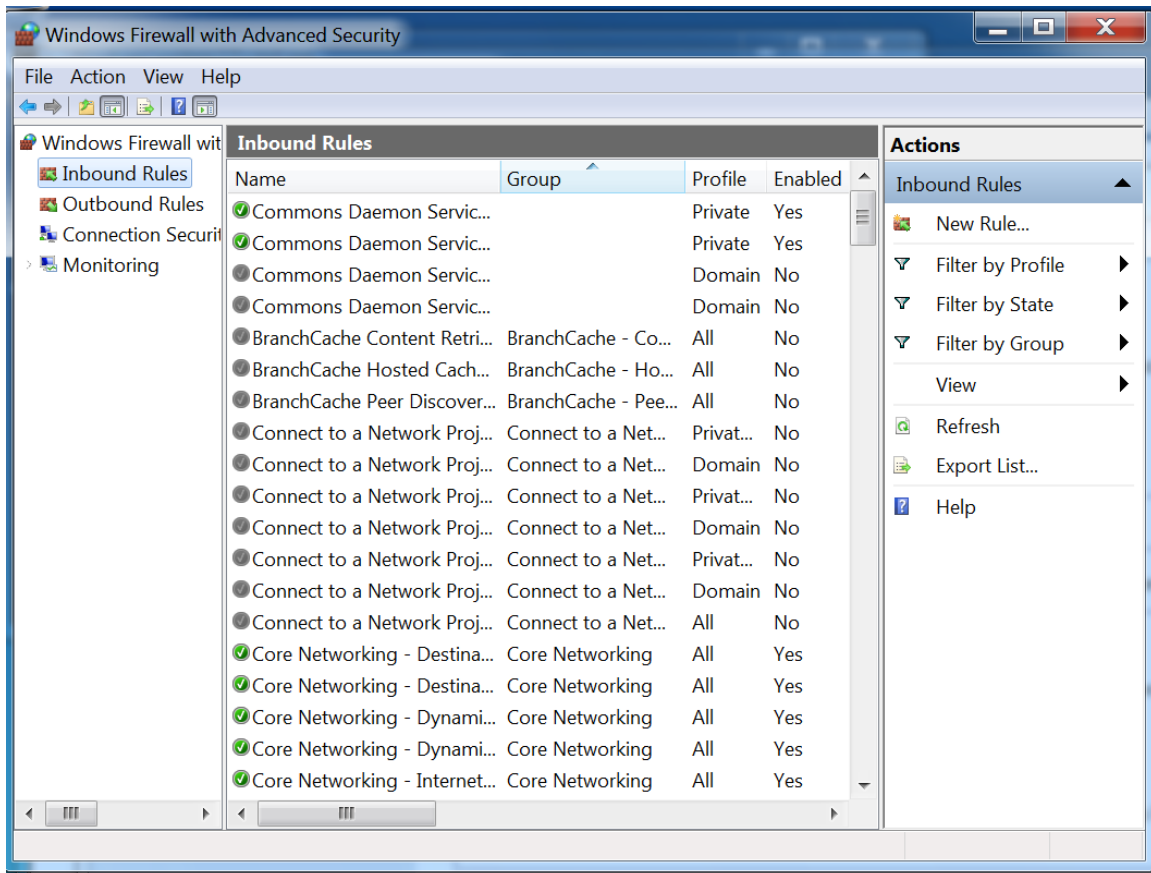 Windows Firewall with Advanced Security
File Action View Help
Windows Firewall wit
Inbound Rules
Outbound Rules
Connection Securit
Monitoring
Inbound Rules
Name Group Profile Enabled
Commons Daemon Servic... Private Yes
Commons Daemon Servic... Private Yes
Commons Daemon Servic... Domain No
Commons Daemon Servic... Domain No
BranchCache Content Retri... BranchCache - Co... All No
BranchCache Hosted Cach... BranchCache - Ho... All No
BranchCache Peer Discover... BranchCache - Pee... All No
Connect to a Network Proj... Connect to a Net... Privat... No
Connect to a Network Proj... Connect to a Net... Domain No
Connect to a Network Proj... Connect to a Net... Privat... No
Connect to a Network Proj... Connect to a Net... Domain No
Connect to a Network Proj... Connect to a Net... Privat... No
Connect to a Network Proj... Connect to a Net... Domain No
Connect to a Network Proj... Connect to a Net... All No
Core Networking - Destina... Core Networking All Yes
Core Networking - Destina... Core Networking All Yes
Core Networking - Dynami... Core Networking All Yes
Core Networking - Dynami... Core Networking All Yes
Core Networking - Internet... Core Networking All Yes
Actions
Inbound Rules
New Rule...
Filter by Profile
Filter by State
Filter by Group
View
Refresh
Export List...
Help